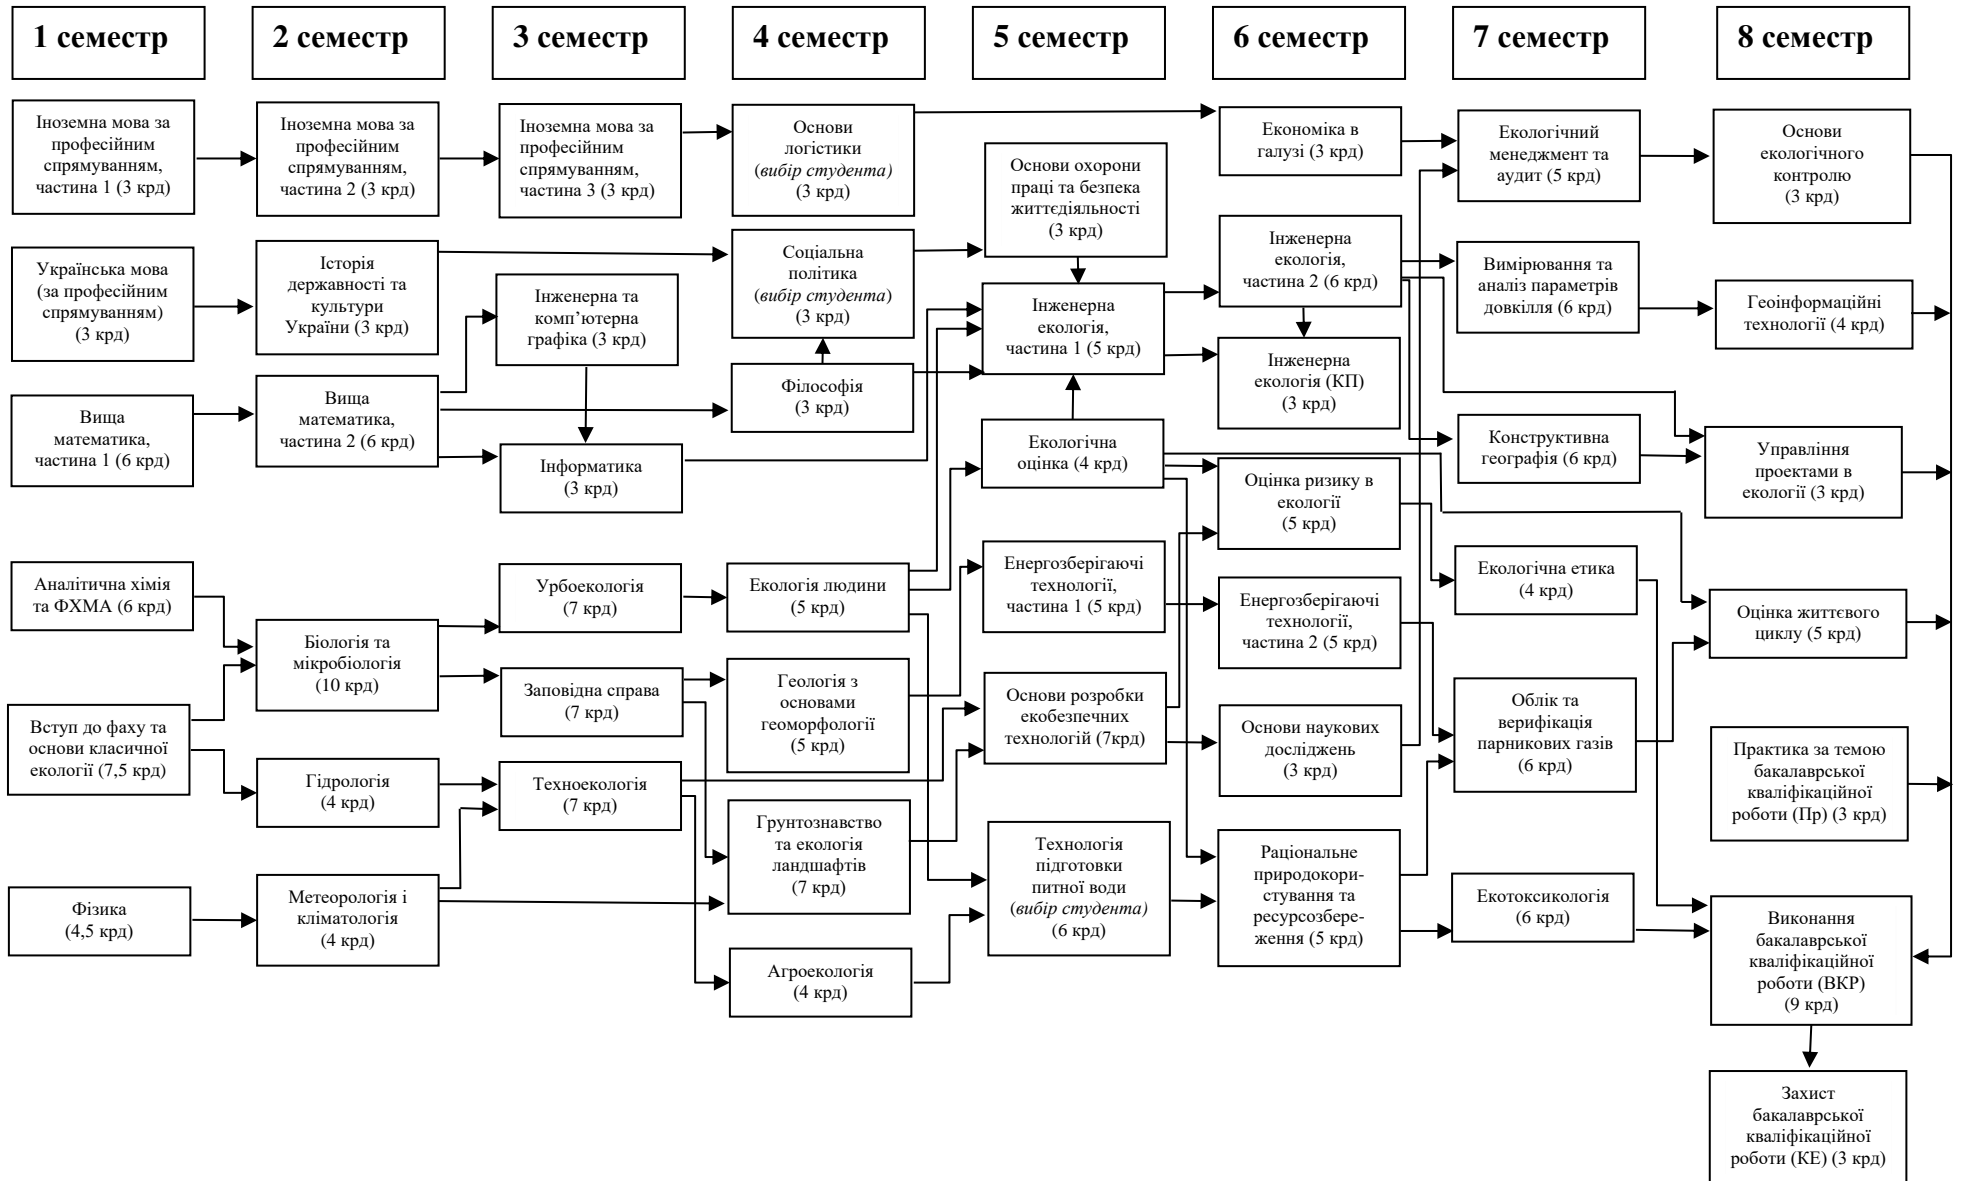 1 семестр
2 семестр
3 семестр
4 семестр
5 семестр
6 семестр
7 семестр
8 семестр
Іноземна мова за
професійним
спрямуванням,
частина 1 (3 крд)
Українська мова
(за професійним
спрямуванням)
(3 крд)
Вища
математика,
частина 1 (6 крд)
Аналітична хімія
та ФХМА (6 крд)
Вступ до фаху та
основи класичної
екології (7,5 крд)
Фізика
(4,5 крд)
Іноземна мова за
професійним
спрямуванням,
частина 2 (3 крд)
Історія
державності та
культури
України (3 крд)
Вища
математика,
частина 2 (6 крд)
Біологія та
мікробіологія
(10 крд)
Гідрологія
(4 крд)
Метеорологія і
кліматологія
(4 крд)
Іноземна мова за
професійним
спрямуванням,
частина 3 (3 крд)
Інженерна та
комп’ютерна
графіка (3 крд)
Інформатика
(3 крд)
Урбоекологія
(7 крд)
Заповідна справа
(7 крд)
Техноекологія
(7 крд)
Основи
логістики
(вибір студента)
(3 крд)
Соціальна
політика
(вибір студента)
(3 крд)
Філософія
(3 крд)
Екологія людини
(5 крд)
Геологія з
основами
геоморфології
(5 крд)
Грунтознавство
та екологія
ландшафтів
(7 крд)
Агроекологія
(4 крд)
Основи охорони
праці та безпека
життєдіяльності
(3 крд)
Інженерна
екологія,
частина 1 (5 крд)
Екологічна
оцінка (4 крд)
Енергозберігаючі
технології,
частина 1 (5 крд)
Основи розробки
екобезпечних
технологій (7крд)
Технологія
підготовки
питної води
(вибір студента)
(6 крд)
Економіка в
галузі (3 крд)
Інженерна
екологія,
частина 2 (6 крд)
Інженерна
екологія (КП)
(3 крд)
Оцінка ризику в
екології
(5 крд)
Енергозберігаючі
технології,
частина 2 (5 крд)
Основи наукових
досліджень
(3 крд)
Раціональне
природокори-
стування та
ресурсозбере-
ження (5 крд)
Екологічний
менеджмент та
аудит (5 крд)
Вимірювання та
аналіз параметрів
довкілля (6 крд)
Конструктивна
географія (6 крд)
Екологічна етика
(4 крд)
Облік та
верифікація
парникових газів
(6 крд)
Екотоксикологія
(6 крд)
Основи
екологічного
контролю
(3 крд)
Геоінформаційні
технології (4 крд)
Управління
проектами в
екології (3 крд)
Оцінка життєвого
циклу (5 крд)
Практика за темою
бакалаврської
кваліфікаційної
роботи (Пр) (3 крд)
Виконання
бакалаврської
кваліфікаційної
роботи (ВКР)
(9 крд)
Захист
бакалаврської
кваліфікаційної
роботи (КЕ) (3 крд)